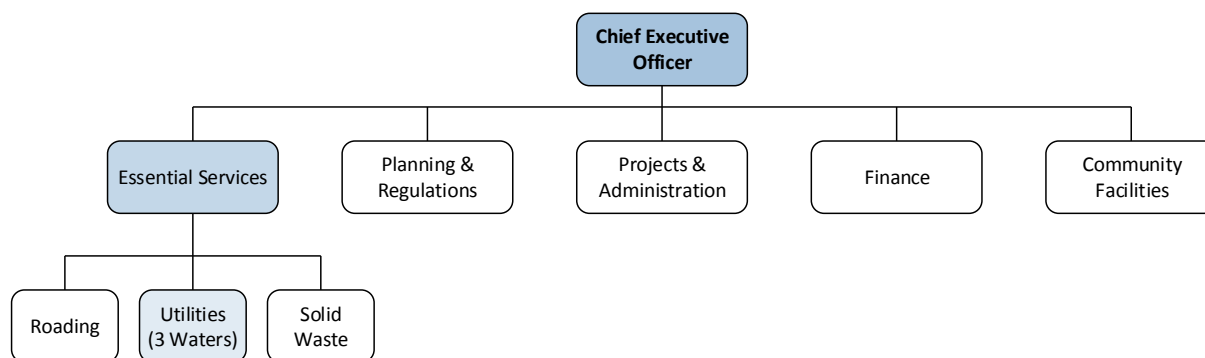 Chief Executive
Officer
Essential Services
Planning &
Regulations
Projects &
Administration
Finance
Community
Facilities
Roading
Utilities
(3 Waters)
Solid
Waste